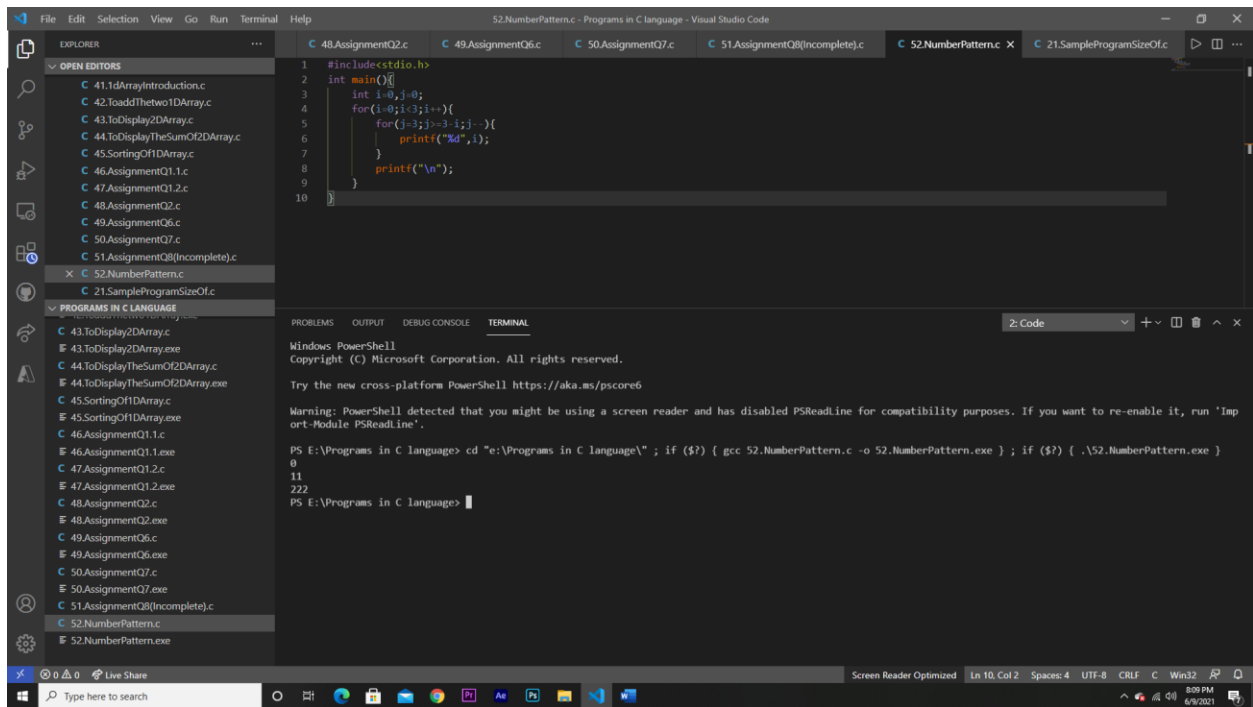 File Edit Selection View Go Run Terminal Help
52.NumberPattern.c - Programs in C language - Visual Studio Code
EXPLORER
48.AssignmentQ2.c
49.AssignmentQ6.c
50.AssignmentQ7.c
51.AssignmentQ8(Incomplete).c
52.NumberPattern.c
21.SampleProgramSizeOf.c
OPEN EDITORS
C 41.1dArrayIntroduction.c
C 42.ToaddThetwo1DArray.c
C 43.ToDisplay2DArray.c
C 44.ToDisplayTheSumOf2DArray.c
C 45.SortingOf1DArray.c
C 46.AssignmentQ1.1.c
C 47.AssignmentQ1.2.c
C 48.AssignmentQ2.c
C 49.AssignmentQ6.c
C 50.AssignmentQ7.c
C 51.AssignmentQ8(Incomplete).c
C 52.NumberPattern.c
C 21.SampleProgramSizeOf.c
PROGRAMS IN C LANGUAGE
C 43.ToDisplay2DArray.c
43.ToDisplay2DArray.exe
C 44.ToDisplayTheSumOf2DArray.c
44.ToDisplayTheSumOf2DArray.exe
C 45.SortingOf1DArray.c
45.SortingOf1DArray.exe
C 46.AssignmentQ1.1.c
46.AssignmentQ1.1.exe
C 47.AssignmentQ1.2.c
47.AssignmentQ1.2.exe
C 48.AssignmentQ2.c
48.AssignmentQ2.exe
C 49.AssignmentQ6.c
49.AssignmentQ6.exe
C 50.AssignmentQ7.c
50.AssignmentQ7.exe
C 51.AssignmentQ8(Incomplete).c
C 52.NumberPattern.c
52.NumberPattern.exe
1 #include<stdio.h>
2 int main(){
3 int i=0,j=0;
4 for(i=0;i<3;i++){
5 for(j=3;j>=3-i;j--){
6 printf("%d",i);
7 }
8 printf("\n");
9 }
10 }
PROBLEMS OUTPUT DEBUG CONSOLE TERMINAL
2: Code
Windows PowerShell
Copyright (C) Microsoft Corporation. All rights reserved.
Try the new cross-platform PowerShell https://aka.ms/pscore6
Warning: PowerShell detected that you might be using a screen reader and has disabled PSReadLine for compatibility purposes. If you want to re-enable it, run 'Imp
ort-Module PSReadLine'.
PS E:\Programs in C language> cd "e:\Programs in C language\" ; if ($?) { gcc 52.NumberPattern.c -o 52.NumberPattern.exe } ; if ($?) { .\52.NumberPattern.exe }
0
11
222
PS E:\Programs in C language>
0 0 Live Share
Screen Reader Optimized Ln 10, Col 2 Spaces: 4 UTF-8 CRLF C Win32
Type here to search
Pr Ae Ps
8:09 PM
6/9/2021